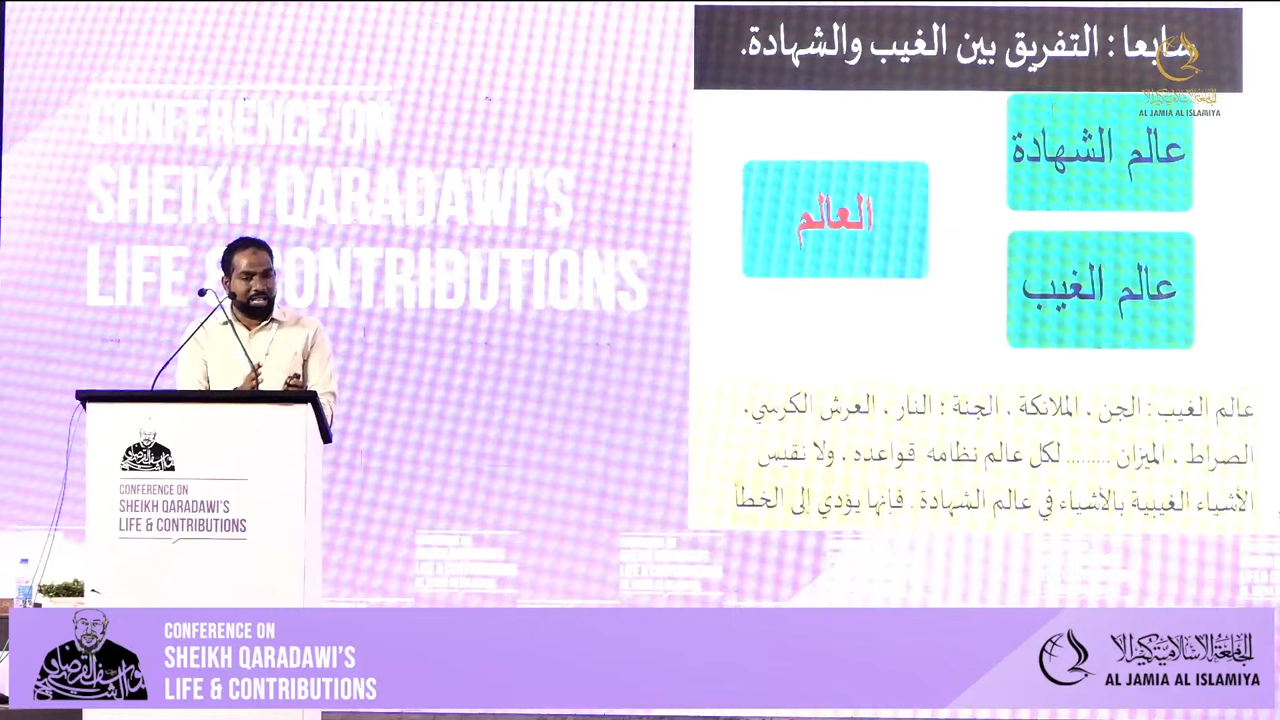 CONFERENCE ON
SHEIKH QARADAWI'S
LIFE & CONTRIBUTIONS
سابعا : التفريق بين الغيب والشهادة.
AL JAMIA AL ISLAMIYA
عالم الشهادة
العالم
عالم الغيب
عالم الغيب : الجن ، الملائكة ، الجنة ؛ النار ، العرش الكرسي،
الصراط ، الميزان ......... لكل عالم نظامه قواعده ، ولا نقيس
الأشياء الغيبية بالأشياء في عالم الشهادة . فإنها يؤدي إلى الخطأ
CONFERENCE ON
SHEIKH QARADAWI'S
LIFE & CONTRIBUTIONS
CONFERENCE ON
SHEIKH QARADAWI'S
LIFE & CONTRIBUTIONS
AL JAMIA AL ISLAMIYA